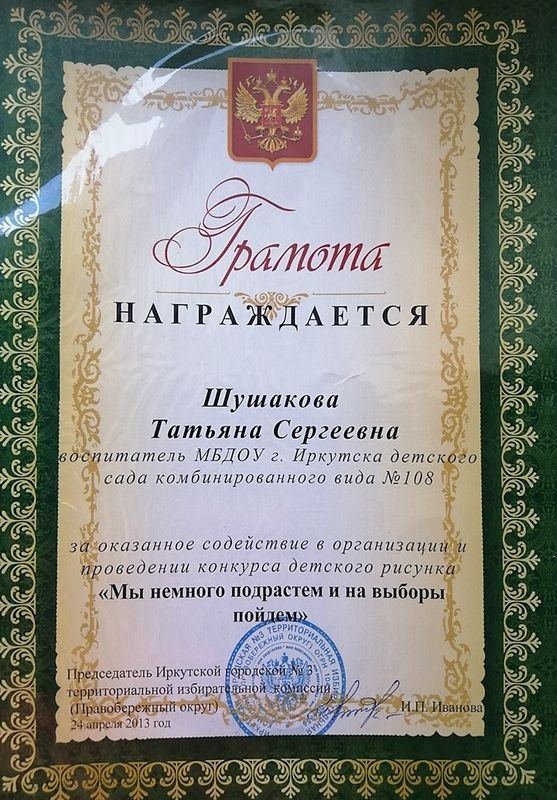 Грамота
НАГРАЖДАЕТСЯ
Шушакова
Татьяна Сергеевна
воспитатель МБДОУ г. Иркутска детского
сада комбинированного вида №108
за оказанное содействие в организации и
проведении конкурса детского рисунка
«Мы немного подрастем и на выборы
пойдем»
Председатель Иркутской городской № 3
территориальной избирательной комиссии
(Правобережный округ) И.П. Иванова
24 апреля 2013 год